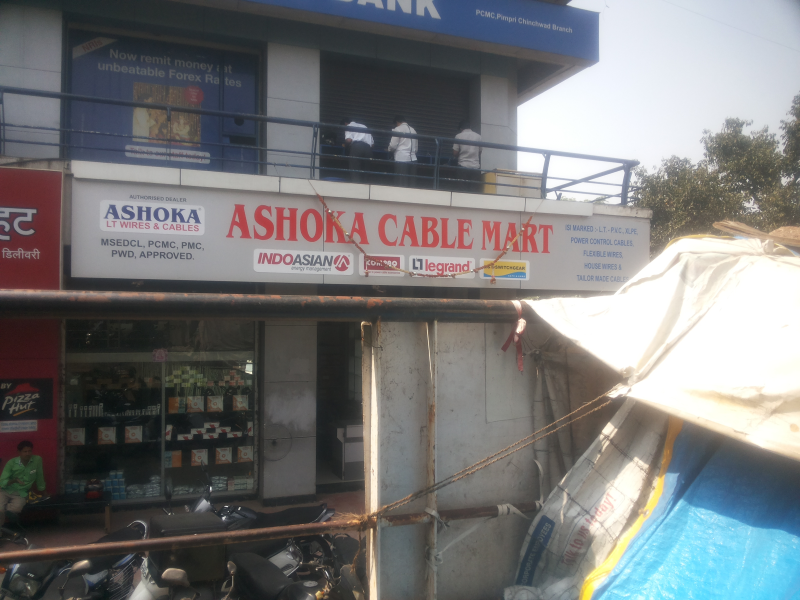 BANK
PCMC, Pimpri Chinchwad Branch
Now remit money at
unbeatable Forex Rates
AUTHORISED DEALER
ASHOKA
LT WIRES & CABLES
MSEDCL, PCMC, PMC,
PWD, APPROVED.
ASHOKA CABLE MART
INDOASIAN
energy management
legrand
ISI MARKED :- L.T. - P.V.C., XLPE.
POWER CONTROL CABLES,
FLEXIBLE WIRES,
HOUSE WIRES &
TAILOR MADE CABLES
हट
डिलीवरी
BY
Pizza
Hut